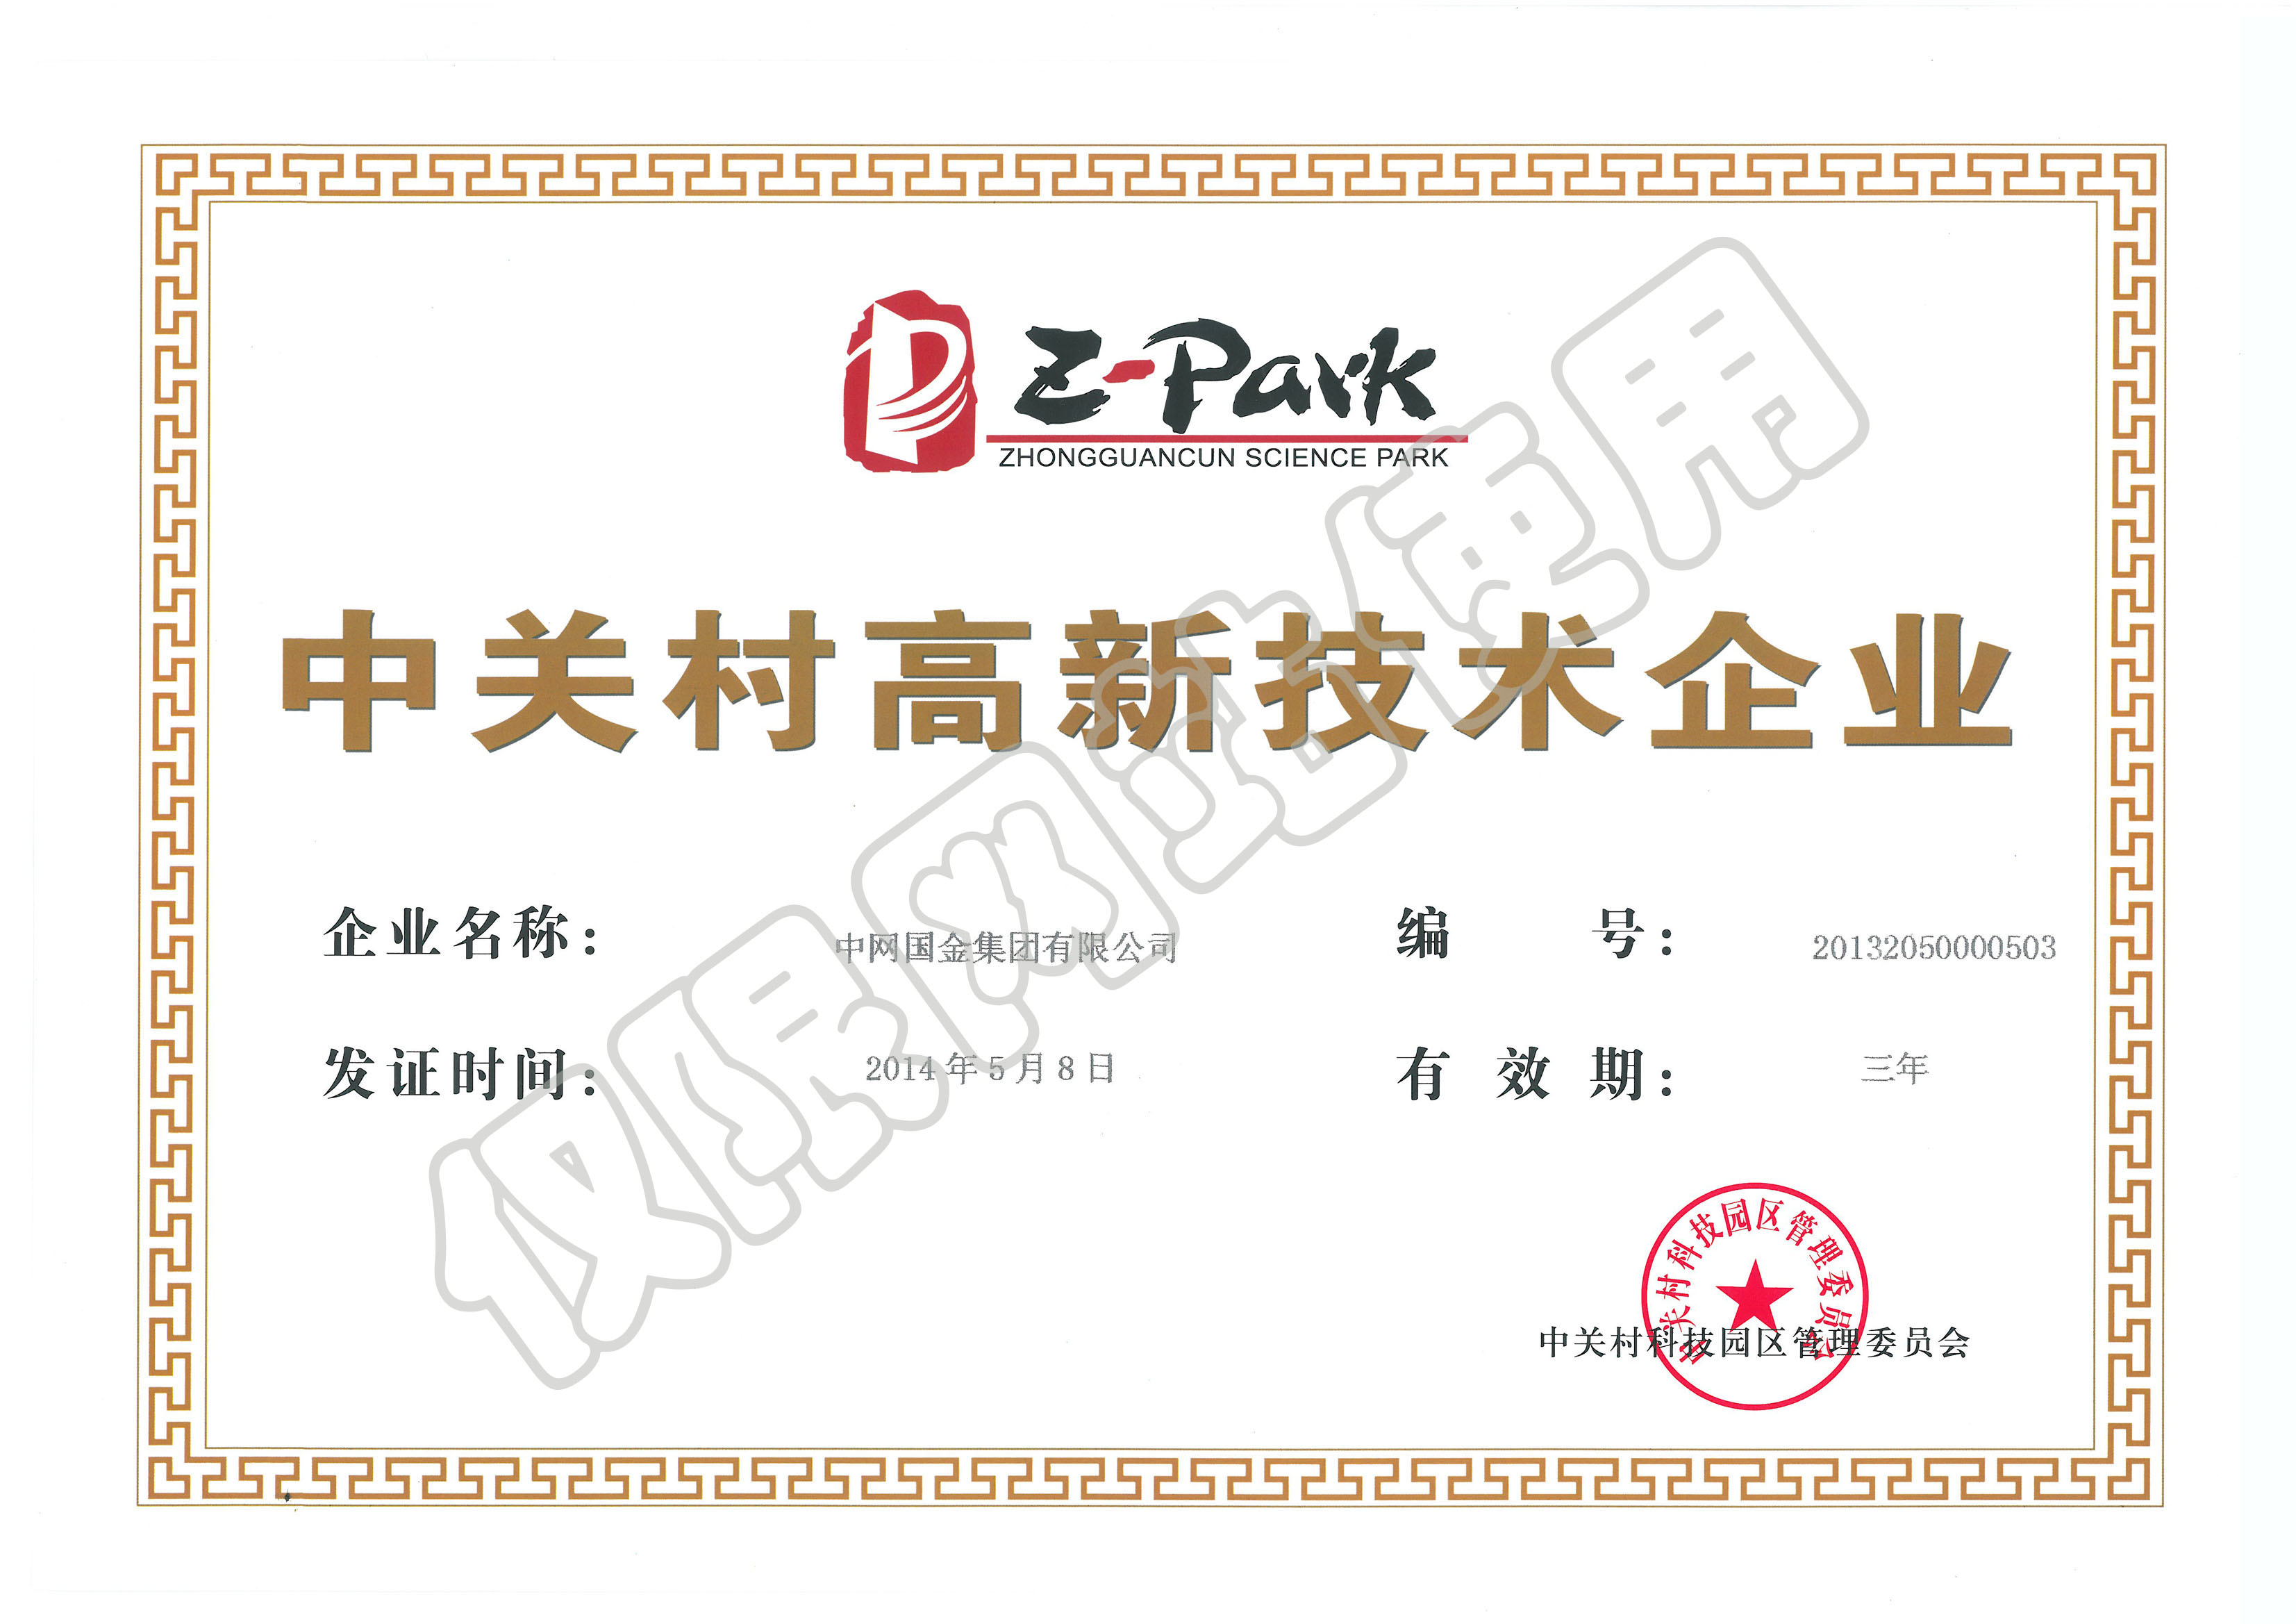 Z-Park
ZHONGGUANCUN SCIENCE PARK
中关村高新技术企业
企业名称： 中网国金集团有限公司 编 号： 20132050000503
发证时间： 2014年5月8日 有 效 期： 三年
中关村科技园区管理委员会
中关村科技园区管理委员会
仅限网站使用